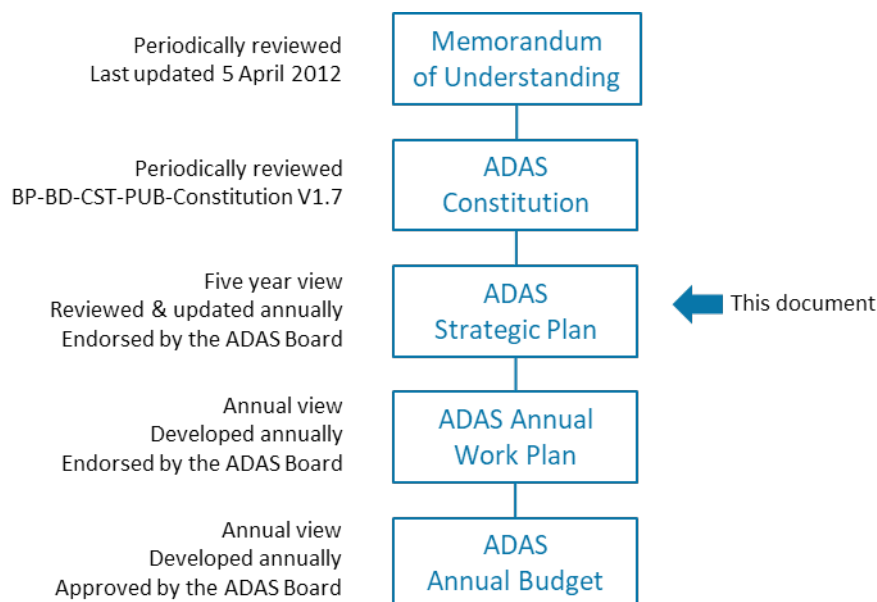 Periodically reviewed
Last updated 5 April 2012
Memorandum
of Understanding
Periodically reviewed
BP-BD-CST-PUB-Constitution V1.7
ADAS
Constitution
Five year view
Reviewed & updated annually
Endorsed by the ADAS Board
ADAS
Strategic Plan
This document
Annual view
Developed annually
Endorsed by the ADAS Board
ADAS Annual
Work Plan
Annual view
Developed annually
Approved by the ADAS Board
ADAS
Annual Budget